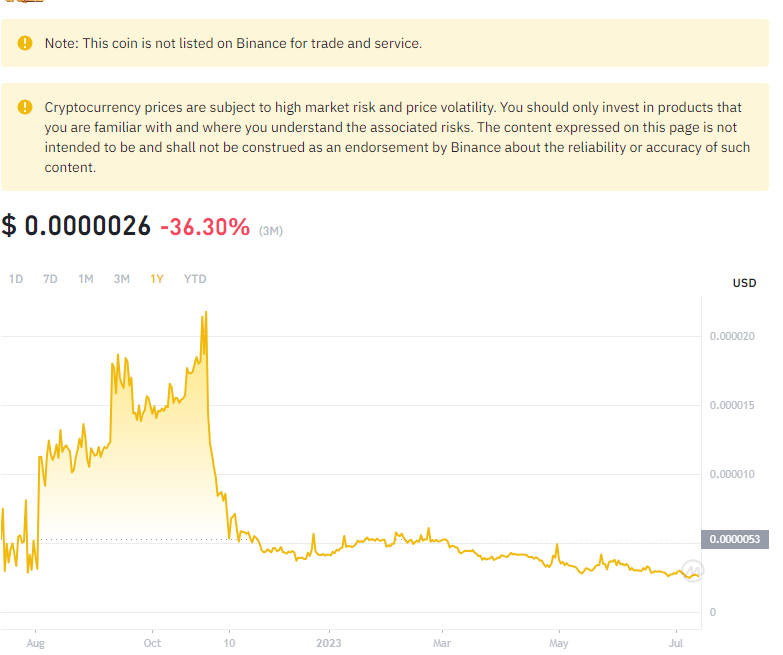 Note: This coin is not listed on Binance for trade and service.
Cryptocurrency prices are subject to high market risk and price volatility. You should only invest in products that
you are familiar with and where you understand the associated risks. The content expressed on this page is not
intended to be and shall not be construed as an endorsement by Binance about the reliability or accuracy of such
content.
$ 0.0000026 -36.30% (3M)
1D 7D 1M 3M 1Y YTD
USD
0.000020
0.000015
0.000010
0.0000053
0
Aug Oct 10 2023 Mar May Jul